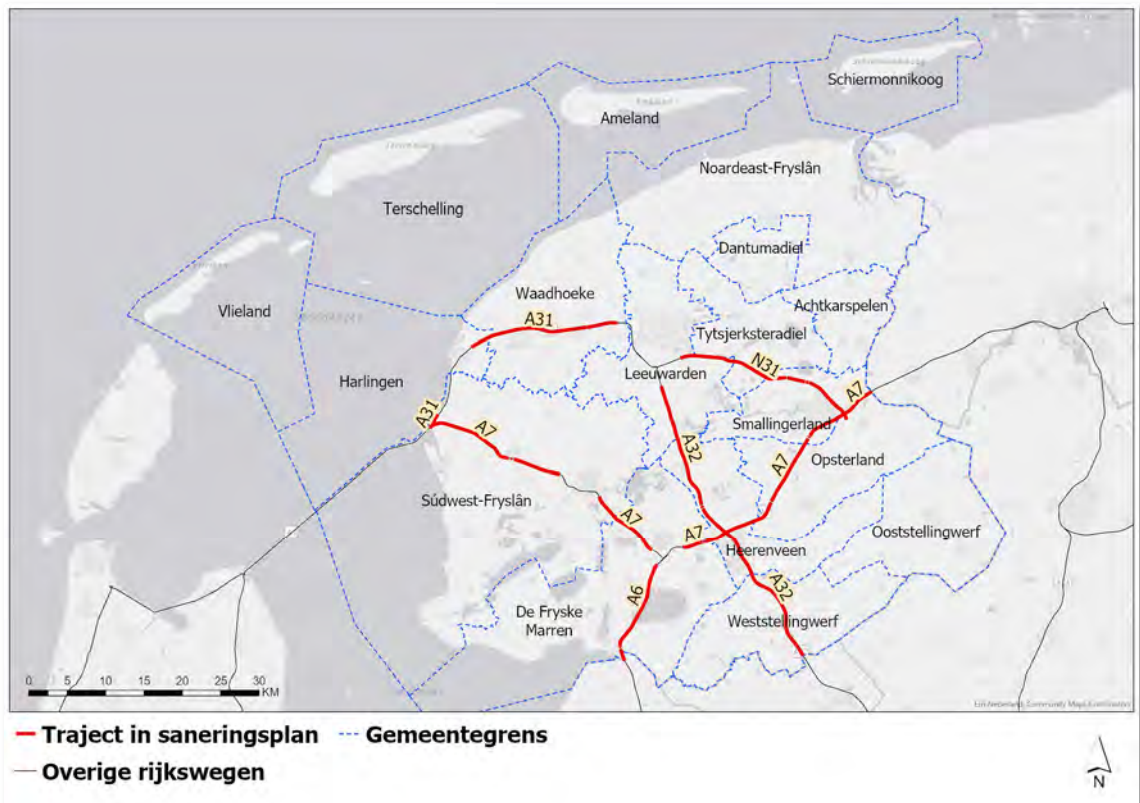 Schiermonnikoog
Ameland
Noardeast-Fryslân
Terschelling
Dantumadiel
Vlieland
Waadhoeke
Achtkarspelen
A31
Tytsjerksteradiel
Harlingen
Leeuwarden
N31
A7
A31
A7
Smallingerland
A32
A7
Opsterland
Súdwest-Fryslân
A7
A7
Ooststellingwerf
Heerenveen
A6
A32
De Fryske
Marren
Weststellingwerf
0 5 10 15 20 25 30
KM
Traject in saneringsplan
Gemeentegrens
Overige rijkswegen
N